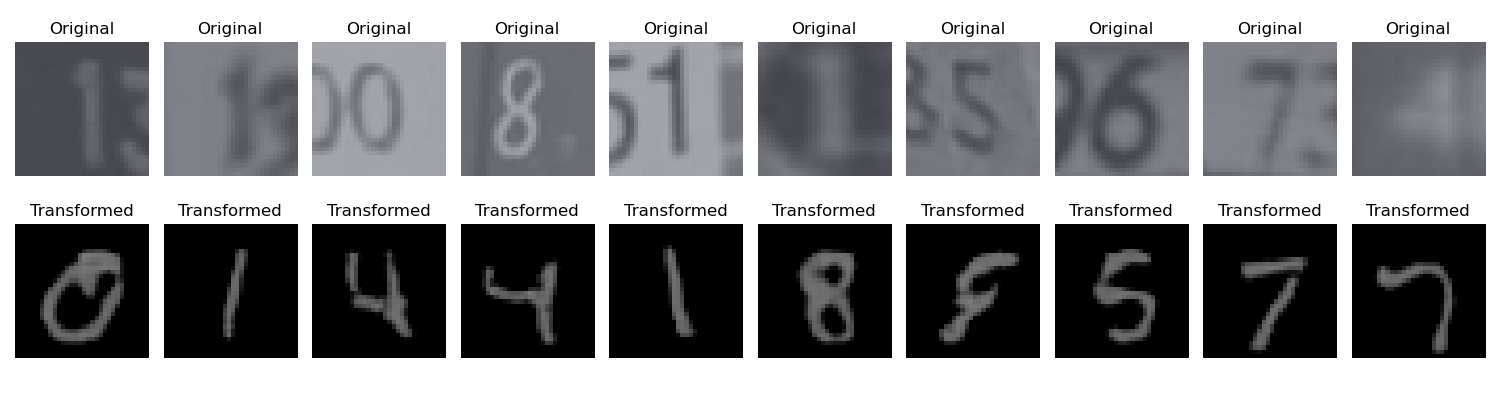 Original Original Original Original Original Original Original Original Original Original
13 13 00 8 51 1 35 96 73 4
Transformed Transformed Transformed Transformed Transformed Transformed Transformed Transformed Transformed Transformed
0 1 4 4 1 8 5 5 7 7